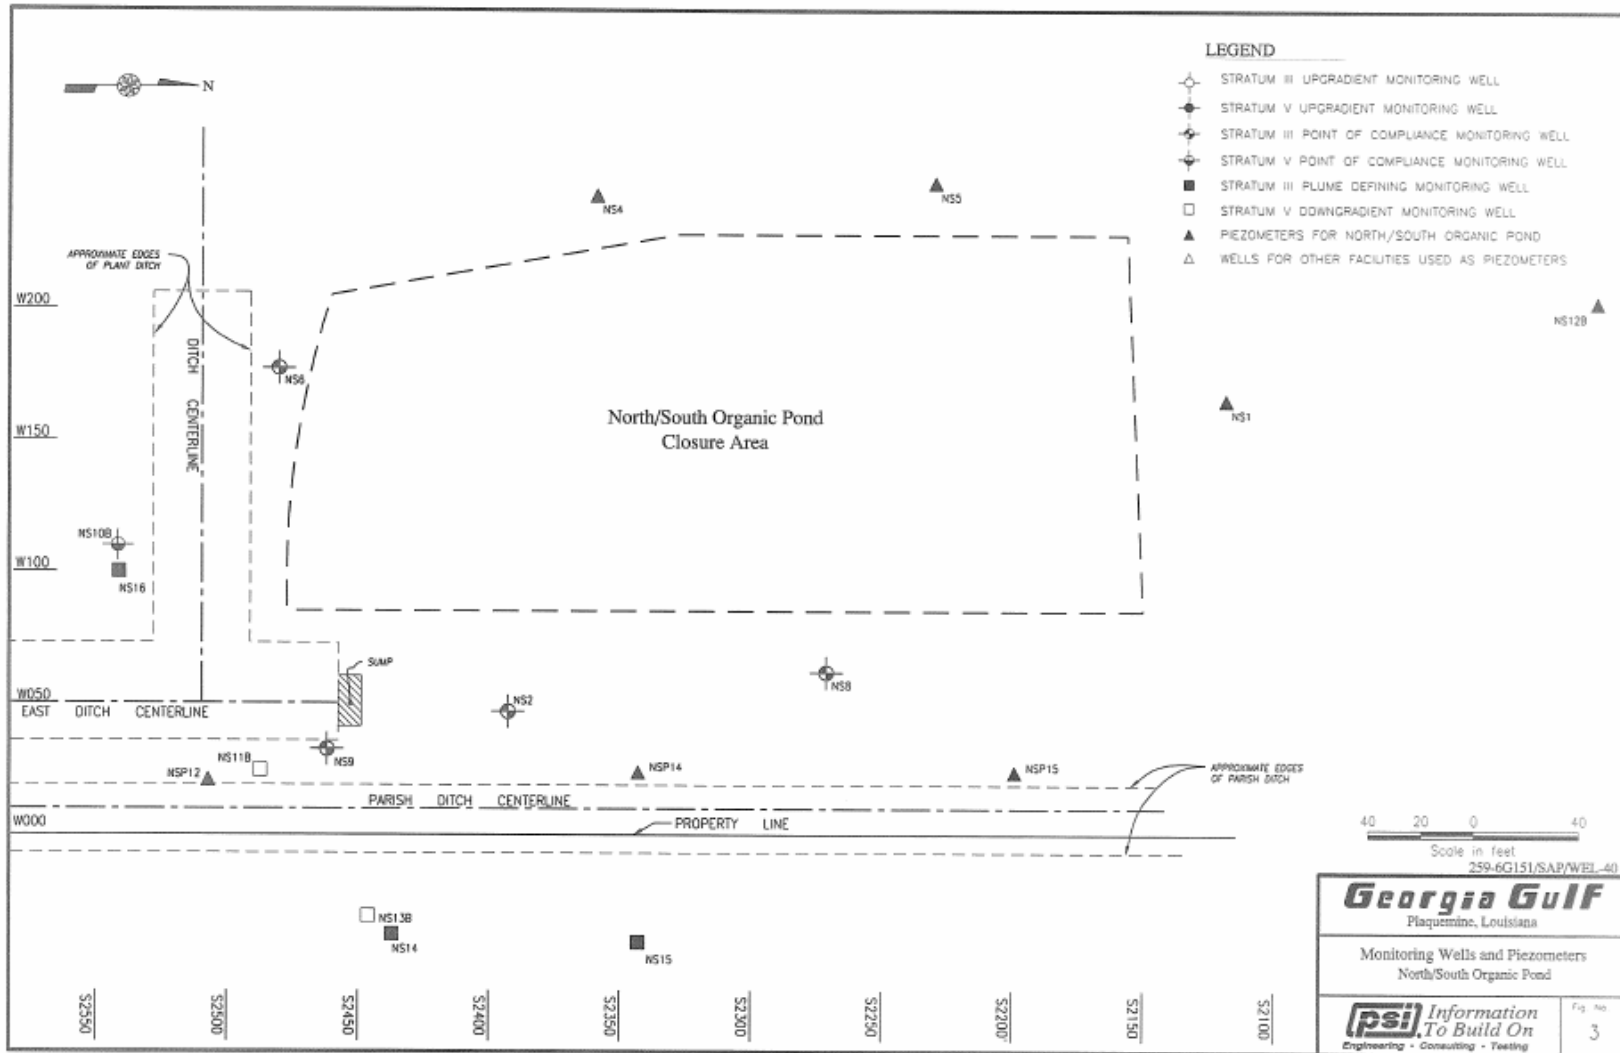 LEGEND
STRATUM III UPGRADIENT MONITORING WELL
STRATUM V UPGRADIENT MONITORING WELL
STRATUM III POINT OF COMPLIANCE MONITORING WELL
STRATUM V POINT OF COMPLIANCE MONITORING WELL
STRATUM III PLUME DEFINING MONITORING WELL
STRATUM V DOWNGRADIENT MONITORING WELL
PIEZOMETERS FOR NORTH/SOUTH ORGANIC POND
WELLS FOR OTHER FACILITIES USED AS PIEZOMETERS
N
NS4
NS5
APPROXIMATE EDGES
OF PLANT DITCH
W200
NS12B
DITCH CENTERLINE
NS6
NS1
North/South Organic Pond
Closure Area
W150
NS10B
W100
NS16
SUMP
W050
EAST DITCH CENTERLINE
NS2
NS8
NS9
NS11B
NSP12
NSP14
NSP15
APPROXIMATE EDGES
OF PARISH DITCH
PARISH DITCH CENTERLINE
W000
PROPERTY LINE
40 20 0 40
Scale in feet
259-6G151/SAP/WEL-40
NS13B
NS14
NS15
S2550
S2500
S2450
S2400
S2350
S2300
S2250
S2200
S2150
S2100
Georgia Gulf
Plaquemine, Louisiana
Monitoring Wells and Piezometers
North/South Organic Pond
psi Information
To Build On
Engineering • Consulting • Testing
Fig. No.
3